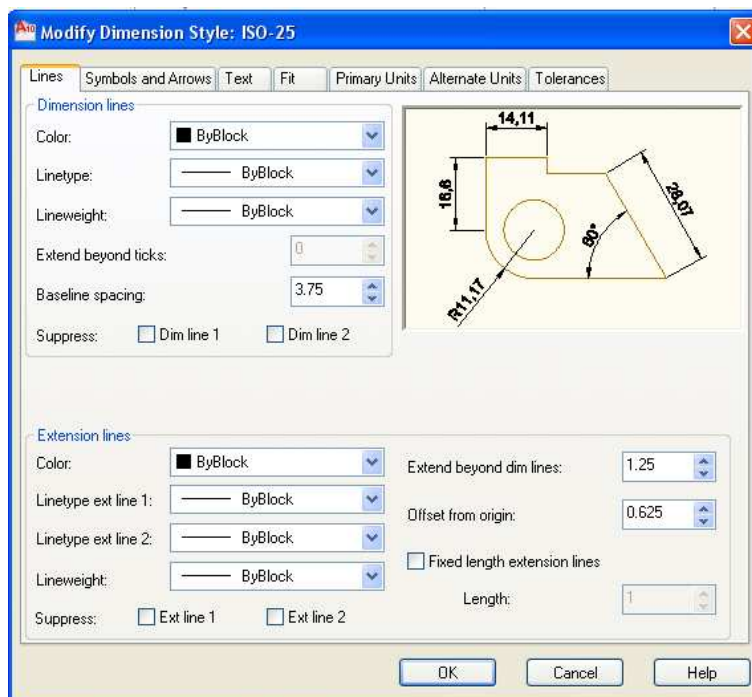 A10 Modify Dimension Style: ISO-25
Lines Symbols and Arrows Text Fit Primary Units Alternate Units Tolerances
Dimension lines
Color: ByBlock
Linetype: ByBlock
Lineweight: ByBlock
Extend beyond ticks: 0
Baseline spacing: 3.75
Suppress: Dim line 1 Dim line 2
14,11
16,6
28,07
60°
R11,17
Extension lines
Color: ByBlock
Linetype ext line 1: ByBlock
Linetype ext line 2: ByBlock
Lineweight: ByBlock
Suppress: Ext line 1 Ext line 2
Extend beyond dim lines: 1.25
Offset from origin: 0.625
Fixed length extension lines
Length: 1
OK Cancel Help